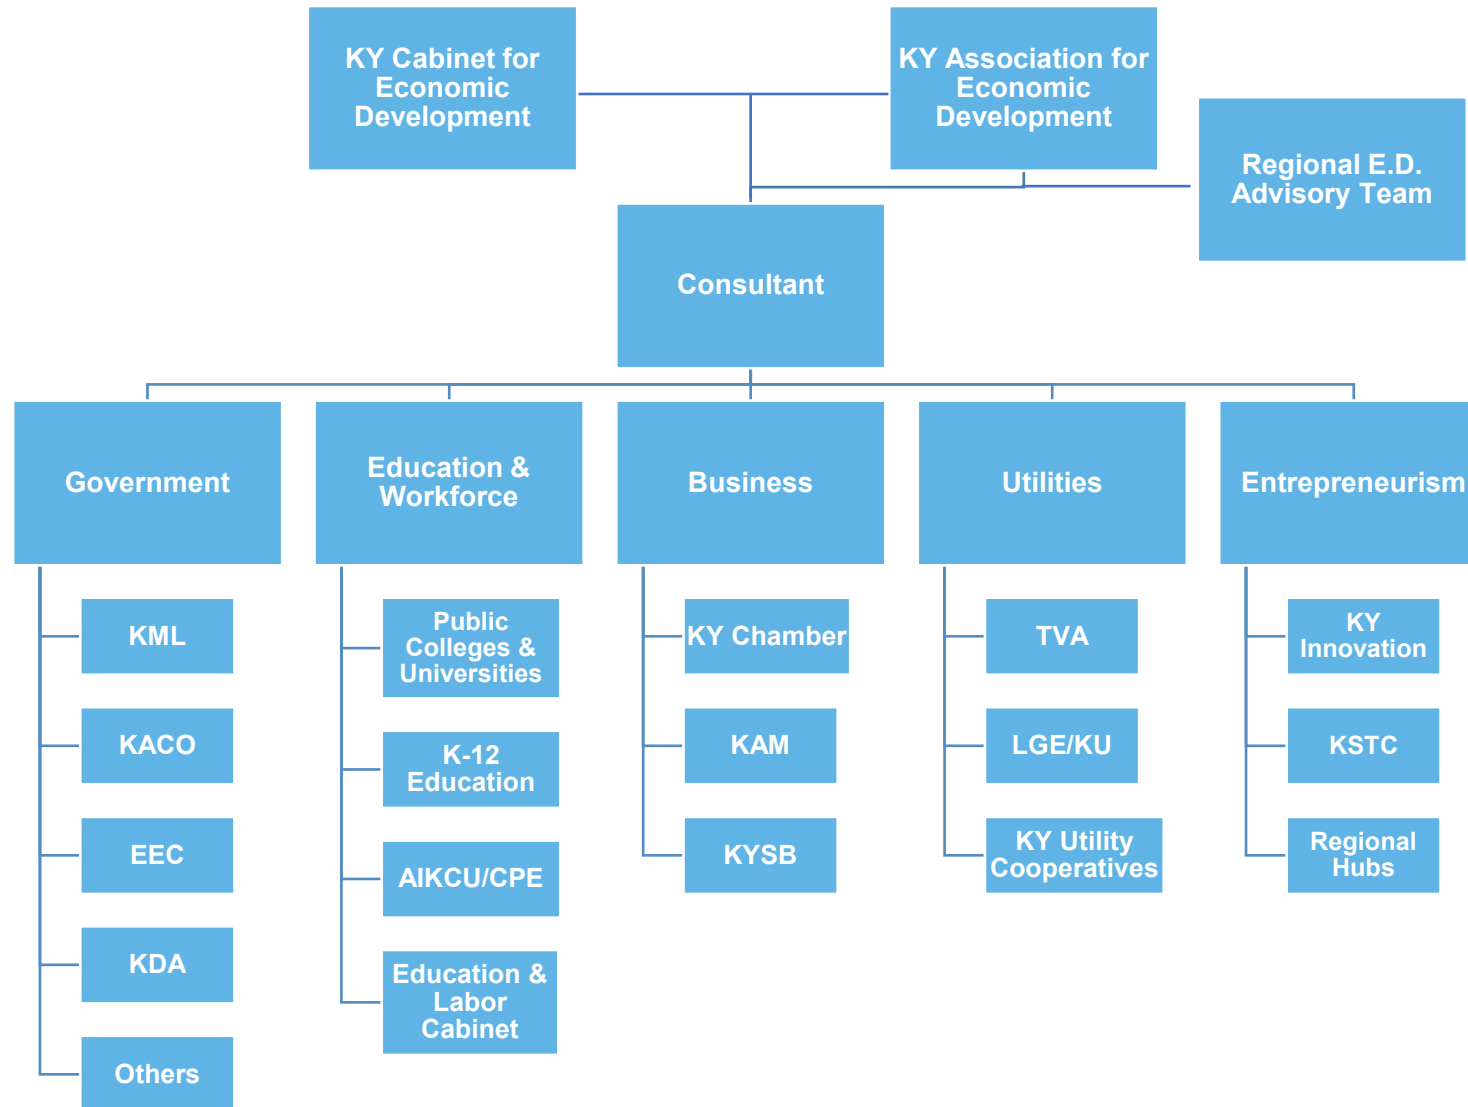 KY Cabinet for
Economic
Development
KY Association for
Economic
Development
Regional E.D.
Advisory Team
Consultant
Government
Education &
Workforce
Business
Utilities
Entrepreneurism
KML
KACO
EEC
KDA
Others
Public
Colleges &
Universities
K-12
Education
AIKCU/CPE
Education &
Labor
Cabinet
KY Chamber
KAM
KYSB
TVA
LGE/KU
KY Utility
Cooperatives
KY
Innovation
KSTC
Regional
Hubs